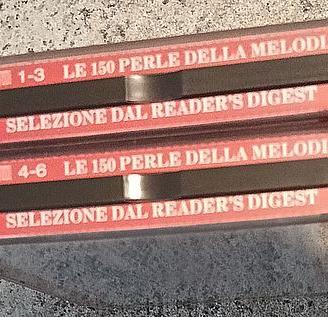 1-3 LE 150 PERLE DELLA MELODI
SELEZIONE DAL READER'S DIGEST
4-6 LE 150 PERLE DELLA MELODI
SELEZIONE DAL READER'S DIGEST